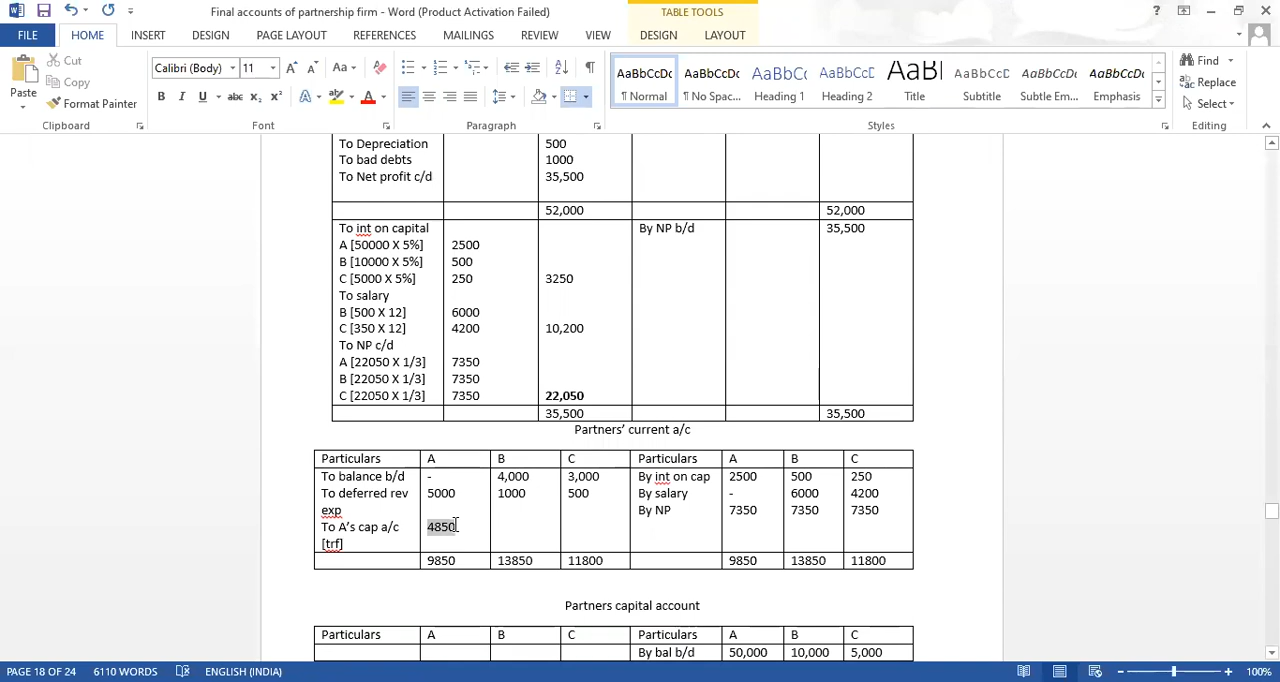 Final accounts of partnership firm - Word (Product Activation Failed)
TABLE TOOLS
FILE HOME INSERT DESIGN PAGE LAYOUT REFERENCES MAILINGS REVIEW VIEW DESIGN LAYOUT
Paste
Cut
Copy
Format Painter
Clipboard
Calibri (Body) 11
Font
Paragraph
AaBbCcDc AaBbCcDc AaBbCc AaBbCcD AaBl AaBbCcD AaBbCcDc AaBbCcDc
¶ Normal ¶ No Spac... Heading 1 Heading 2 Title Subtitle Subtle Em... Emphasis
Styles
Find
Replace
Select
Editing
To Depreciation 500
To bad debts 1000
To Net profit c/d 35,500
52,000 52,000
To int on capital By NP b/d 35,500
A [50000 X 5%] 2500
B [10000 X 5%] 500
C [5000 X 5%] 250 3250
To salary
B [500 X 12] 6000
C [350 X 12] 4200 10,200
To NP c/d
A [22050 X 1/3] 7350
B [22050 X 1/3] 7350
C [22050 X 1/3] 7350 22,050
35,500 35,500
Partners' current a/c
Particulars A B C Particulars A B C
To balance b/d - 4,000 3,000 By int on cap 2500 500 250
To deferred rev 5000 1000 500 By salary - 6000 4200
exp By NP 7350 7350 7350
To A's cap a/c 4850
[trf]
9850 13850 11800 9850 13850 11800
Partners capital account
Particulars A B C Particulars A B C
By bal b/d 50,000 10,000 5,000
PAGE 18 OF 24 6110 WORDS ENGLISH (INDIA) 100%